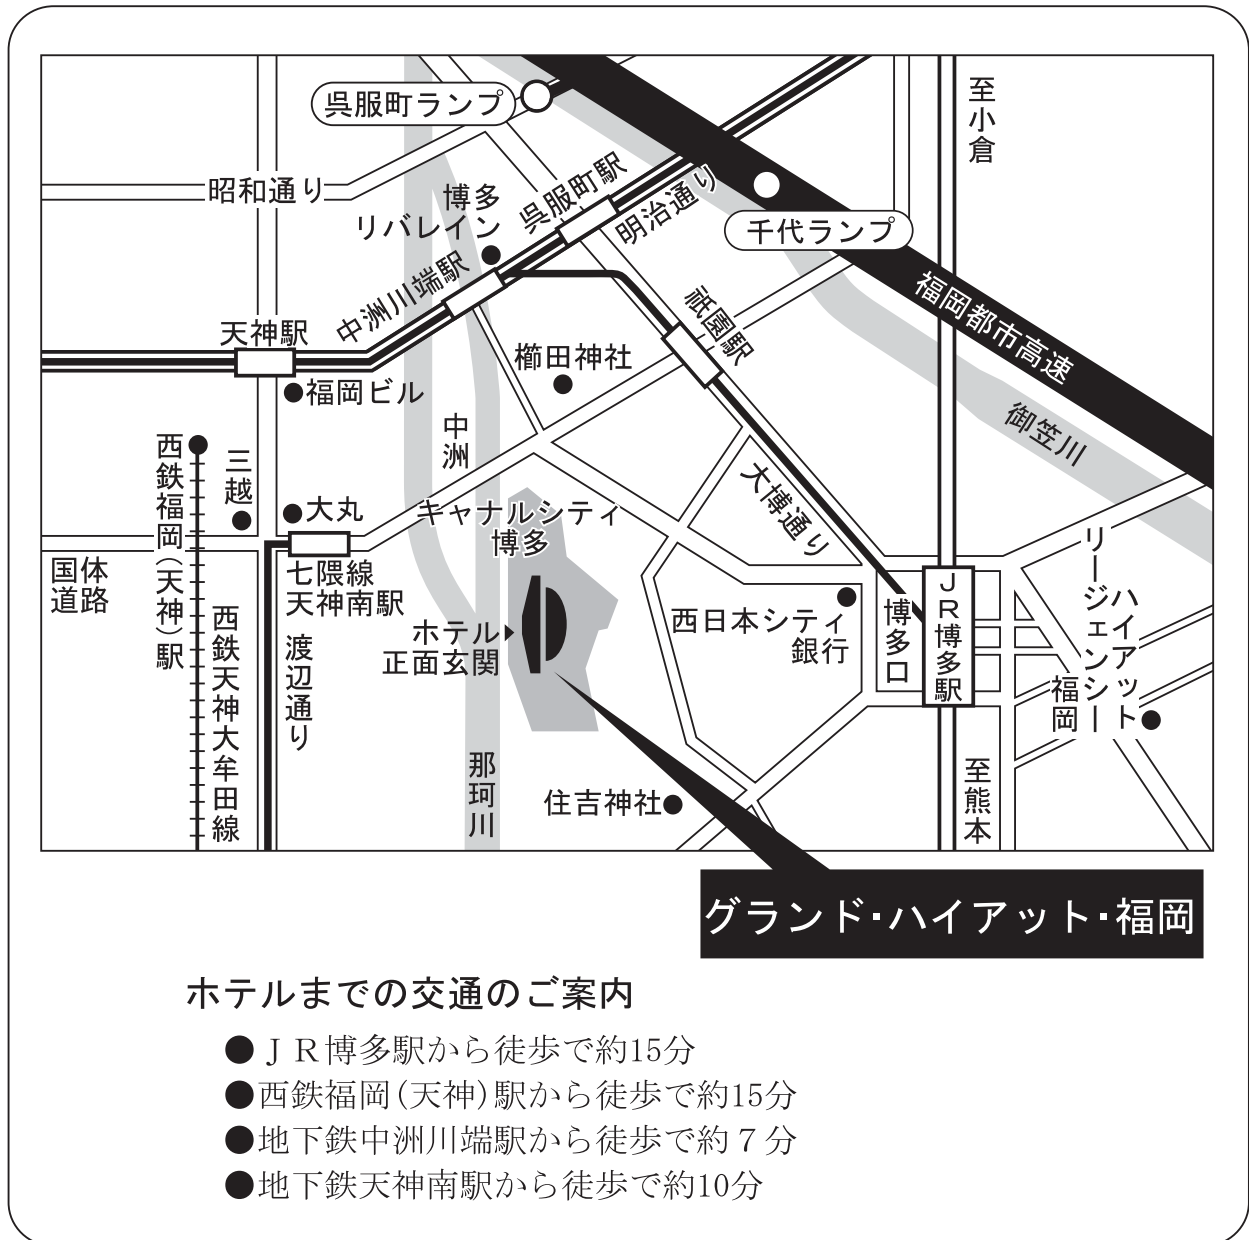 呉服町ランプ
至小倉
昭和通り
博多
リバレイン
呉服町駅
明治通り
千代ランプ
中洲川端駅
祇園駅
福岡都市高速
天神駅
福岡ビル
櫛田神社
御笠川
中洲
西鉄福岡(天神)駅
三越
大丸
キャナルシティ
博多
大博通り
国体
道路
七隈線
天神南駅
西鉄天神大牟田線
渡辺通り
ホテル
正面玄関
西日本シティ
銀行
博多口
JR博多駅
ハイアット
リージェンシー
福岡
那珂川
住吉神社
至熊本
グランド・ハイアット・福岡
ホテルまでの交通のご案内
●JR博多駅から徒歩で約15分
●西鉄福岡(天神)駅から徒歩で約15分
●地下鉄中洲川端駅から徒歩で約7分
●地下鉄天神南駅から徒歩で約10分